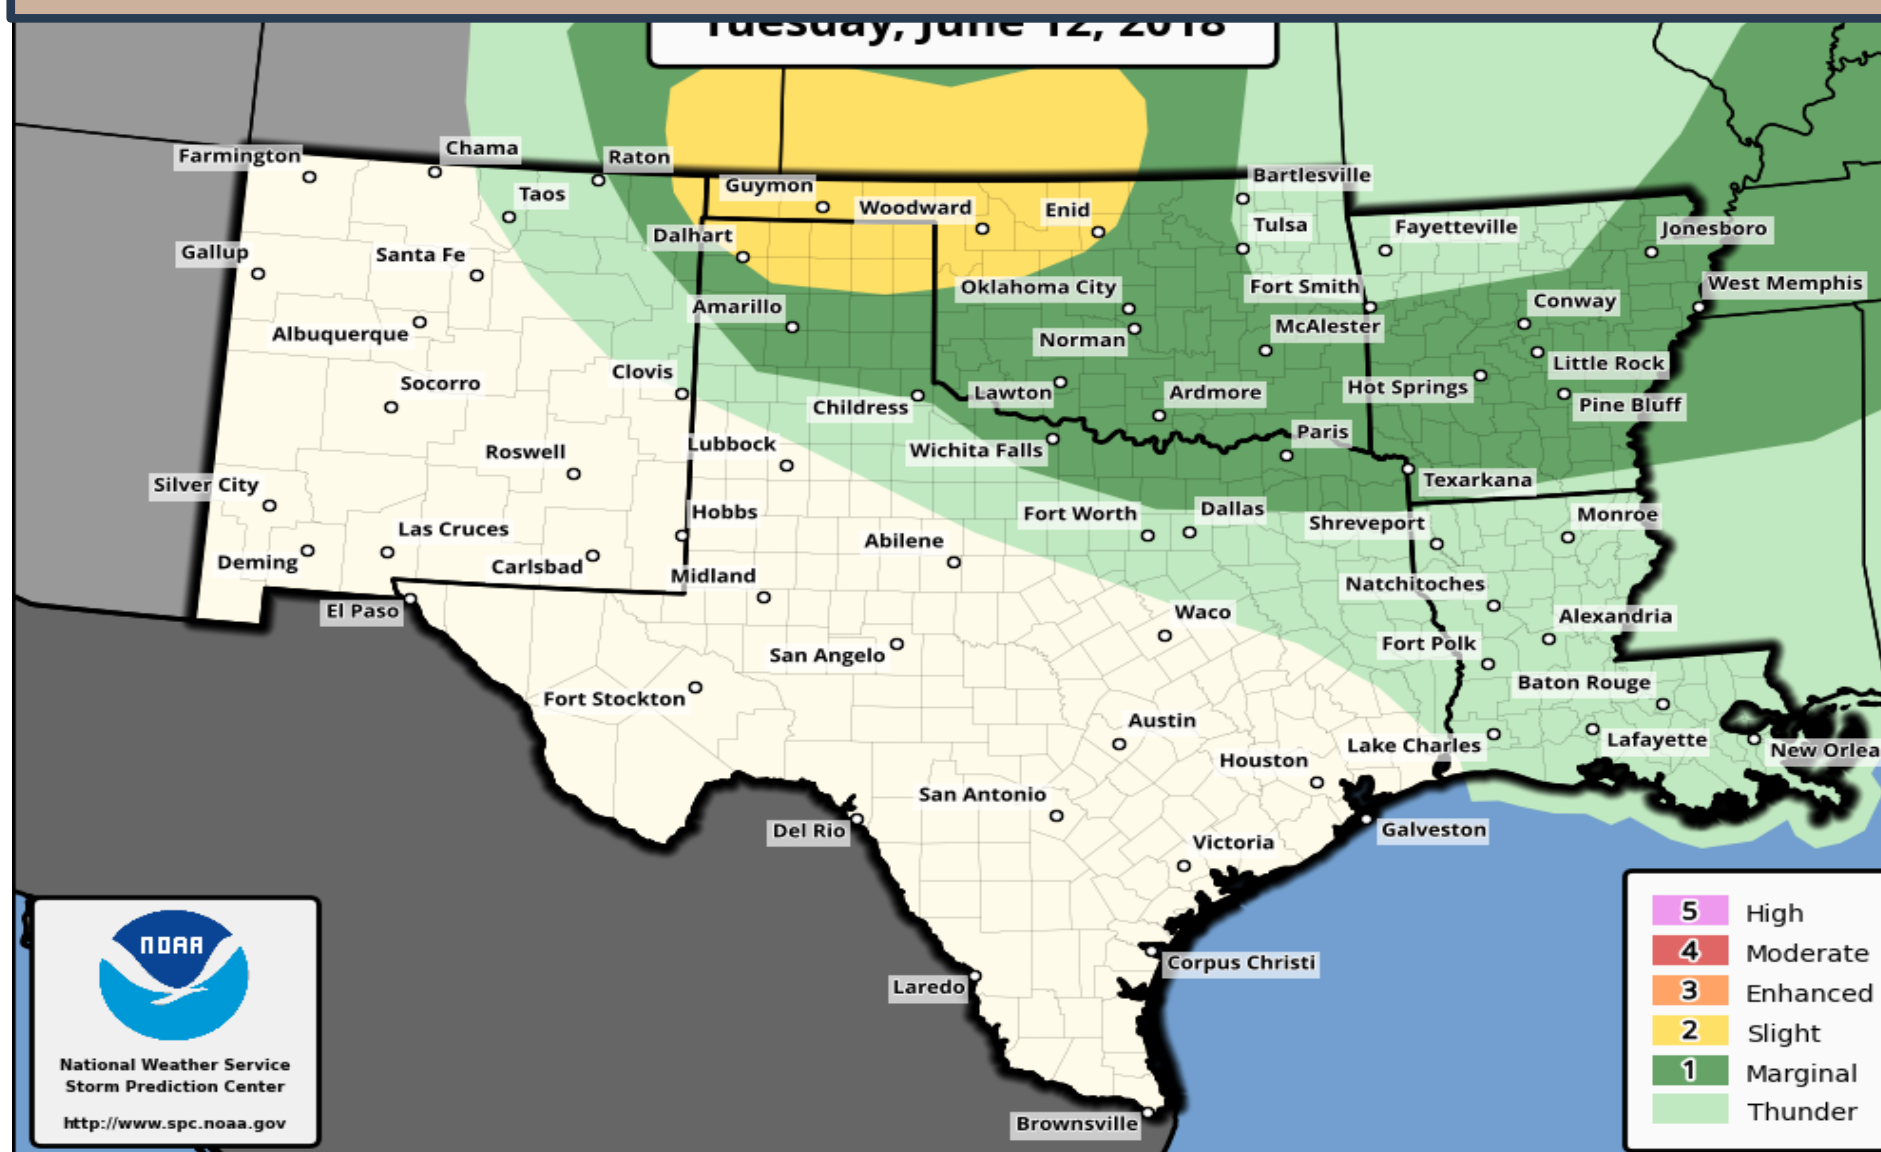 Tuesday, June 12, 2018
Farmington
Chama
Raton
Taos
Guymon
Woodward
Enid
Bartlesville
Tulsa
Fayetteville
Jonesboro
Gallup
Santa Fe
Dalhart
Oklahoma City
Fort Smith
West Memphis
Albuquerque
Amarillo
Norman
McAlester
Conway
Little Rock
Socorro
Clovis
Childress
Lawton
Ardmore
Hot Springs
Pine Bluff
Roswell
Lubbock
Wichita Falls
Paris
Texarkana
Silver City
Las Cruces
Hobbs
Fort Worth
Dallas
Shreveport
Monroe
Deming
Carlsbad
Midland
Abilene
Natchitoches
El Paso
San Angelo
Waco
Fort Polk
Alexandria
Fort Stockton
Baton Rouge
Austin
Lake Charles
Lafayette
New Orlea
Houston
San Antonio
Del Rio
Galveston
Victoria
Corpus Christi
Laredo
Brownsville
NOAA
National Weather Service
Storm Prediction Center
http://www.spc.noaa.gov
5 High
4 Moderate
3 Enhanced
2 Slight
1 Marginal
Thunder